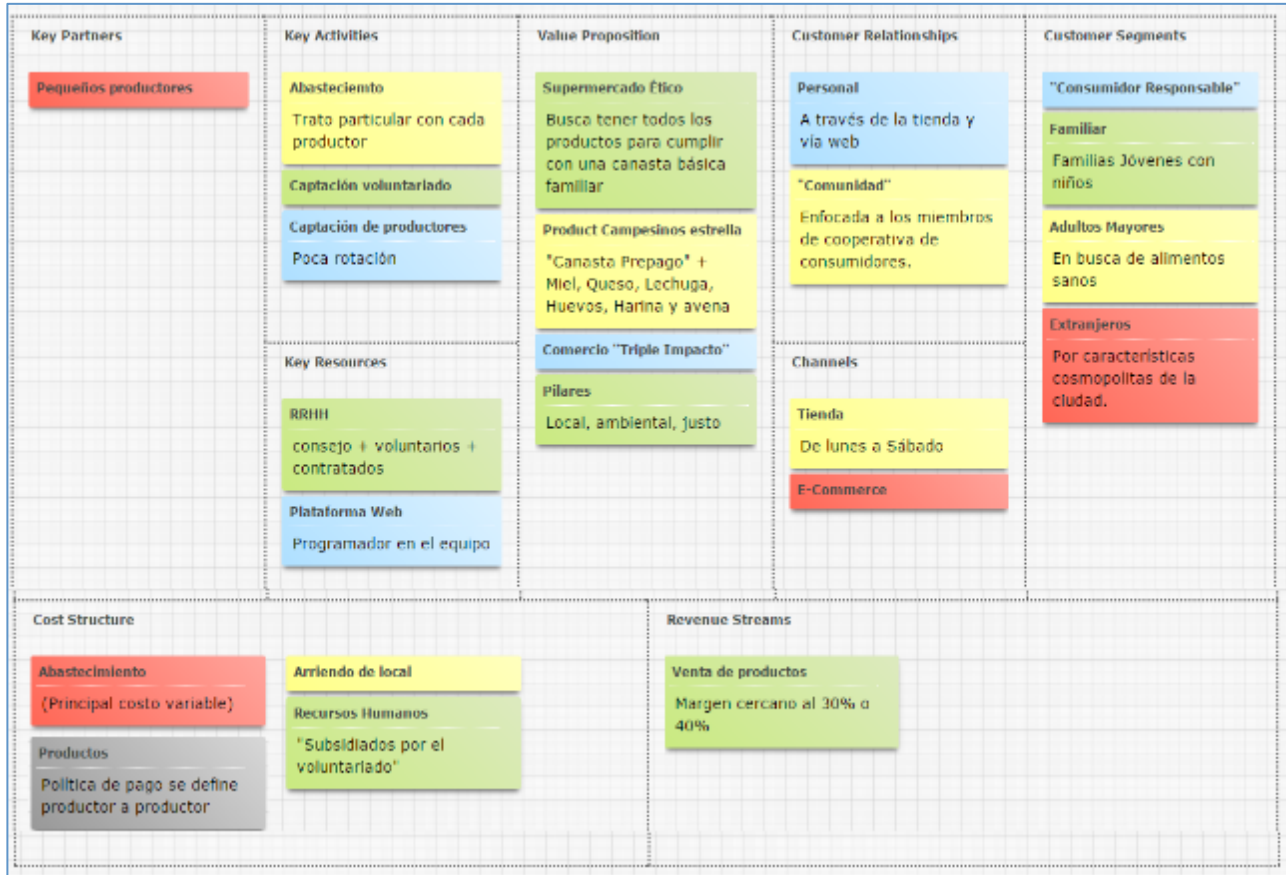 Key Partners
Pequeños productores
Key Activities
Abasteciemto
Trato particular con cada
productor
Captación voluntariado
Captación de productores
Poca rotación
Key Resources
RRHH
consejo + voluntarios +
contratados
Plataforma Web
Programador en el equipo
Value Proposition
Supermercado Ético
Busca tener todos los
productos para cumplir
con una canasta básica
familiar
Product Campesinos estrella
"Canasta Prepago" +
Miel, Queso, Lechuga,
Huevos, Harina y avena
Comercio "Triple Impacto"
Pilares
Local, ambiental, justo
Customer Relationships
Personal
A través de la tienda y
vía web
"Comunidad"
Enfocada a los miembros
de cooperativa de
consumidores.
Channels
Tienda
De lunes a Sábado
E-Commerce
Customer Segments
"Consumidor Responsable"
Familiar
Familias Jóvenes con
niños
Adultos Mayores
En busca de alimentos
sanos
Extranjeros
Por características
cosmopolitas de la
ciudad.
Cost Structure
Abastecimiento
(Principal costo variable)
Productos
Política de pago se define
productor a productor
Arriendo de local
Recursos Humanos
"Subsidiados por el
voluntariado"
Revenue Streams
Venta de productos
Margen cercano al 30% o
40%